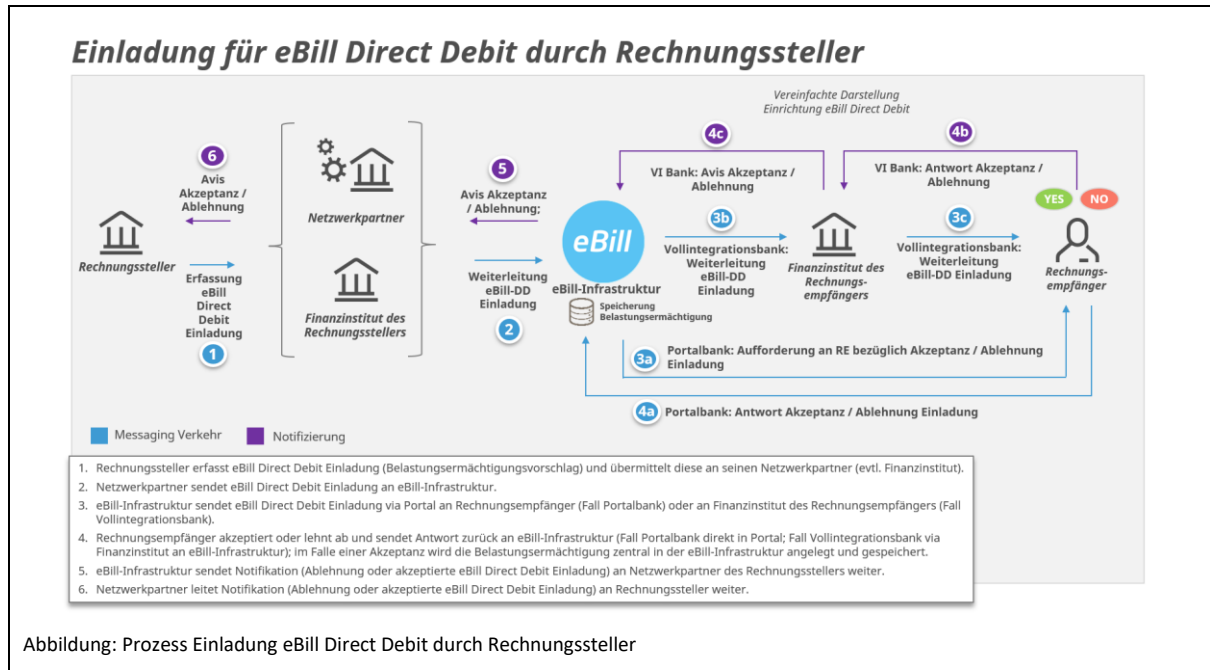 Einladung für eBill Direct Debit durch Rechnungssteller
Vereinfachte Darstellung
Einrichtung eBill Direct Debit
6
Avis
Akzeptanz /
Ablehnung
Rechnungssteller
Erfassung
eBill
Direct
Debit
Einladung
1
Netzwerkpartner
Finanzinstitut des
Rechnungsstellers
5
Avis Akzeptanz
/ Ablehnung;
Weiterleitung
eBill-DD
Einladung
2
eBill
eBill-Infrastruktur
Speicherung
Belastungsermächtigung
4c
VI Bank: Avis Akzeptanz /
Ablehnung
3b
Vollintegrationsbank:
Weiterleitung
eBill-DD
Einladung
Finanzinstitut des
Rechnungs-
empfängers
4b
VI Bank: Antwort Akzeptanz /
Ablehnung
3c
Vollintegrationsbank:
Weiterleitung
eBill-DD Einladung
YES
NO
Rechnungs-
empfänger
3a
Portalbank: Aufforderung an RE bezüglich Akzeptanz / Ablehnung
Einladung
4a
Portalbank: Antwort Akzeptanz / Ablehnung Einladung
Messaging Verkehr
Notifizierung
1. Rechnungssteller erfasst eBill Direct Debit Einladung (Belastungsermächtigungsvorschlag) und übermittelt diese an seinen Netzwerkpartner (evtl. Finanzinstitut).
2. Netzwerkpartner sendet eBill Direct Debit Einladung an eBill-Infrastruktur.
3. eBill-Infrastruktur sendet eBill Direct Debit Einladung via Portal an Rechnungsempfänger (Fall Portalbank) oder an Finanzinstitut des Rechnungsempfängers (Fall
Vollintegrationsbank).
4. Rechnungsempfänger akzeptiert oder lehnt ab und sendet Antwort zurück an eBill-Infrastruktur (Fall Portalbank direkt in Portal; Fall Vollintegrationsbank via
Finanzinstitut an eBill-Infrastruktur); im Falle einer Akzeptanz wird die Belastungsermächtigung zentral in der eBill-Infrastruktur angelegt und gespeichert.
5. eBill-Infrastruktur sendet Notifikation (Ablehnung oder akzeptierte eBill Direct Debit Einladung) an Netzwerkpartner des Rechnungsstellers weiter.
6. Netzwerkpartner leitet Notifikation (Ablehnung oder akzeptierte eBill Direct Debit Einladung) an Rechnungssteller weiter.
Abbildung: Prozess Einladung eBill Direct Debit durch Rechnungssteller